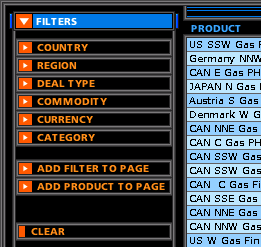 FILTERS
COUNTRY
REGION
DEAL TYPE
COMMODITY
CURRENCY
CATEGORY
ADD FILTER TO PAGE
ADD PRODUCT TO PAGE
CLEAR
PRODUCT
US SSW Gas
Germany NNW
CAN E Gas PH
JAPAN N Gas
Austria S Gas
Denmark W G
CAN NNE Gas
CAN C Gas PH
CAN SSW Gas
CAN SSW Gas
CAN C Gas Fi
CAN SSE Gas
CAN NNE Gas
CAN NNW Gas
US W Gas Fin